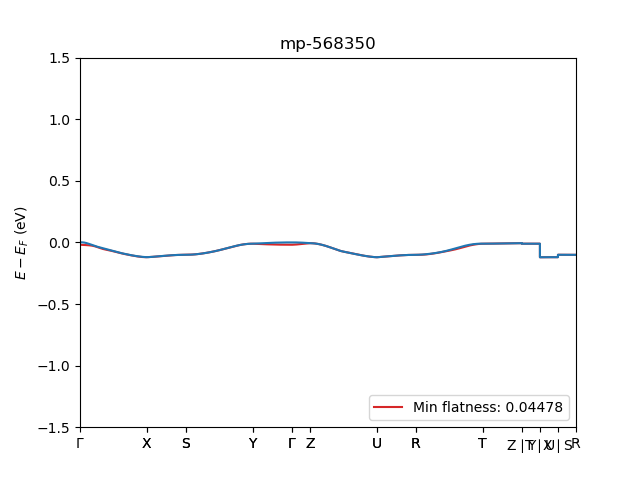 mp-568350
1.5
1.0
0.5
0.0
−0.5
−1.0
−1.5
E − E_F (eV)
Min flatness: 0.04478
Γ X S Y Γ Z U R T Z | T Y | X U | S R